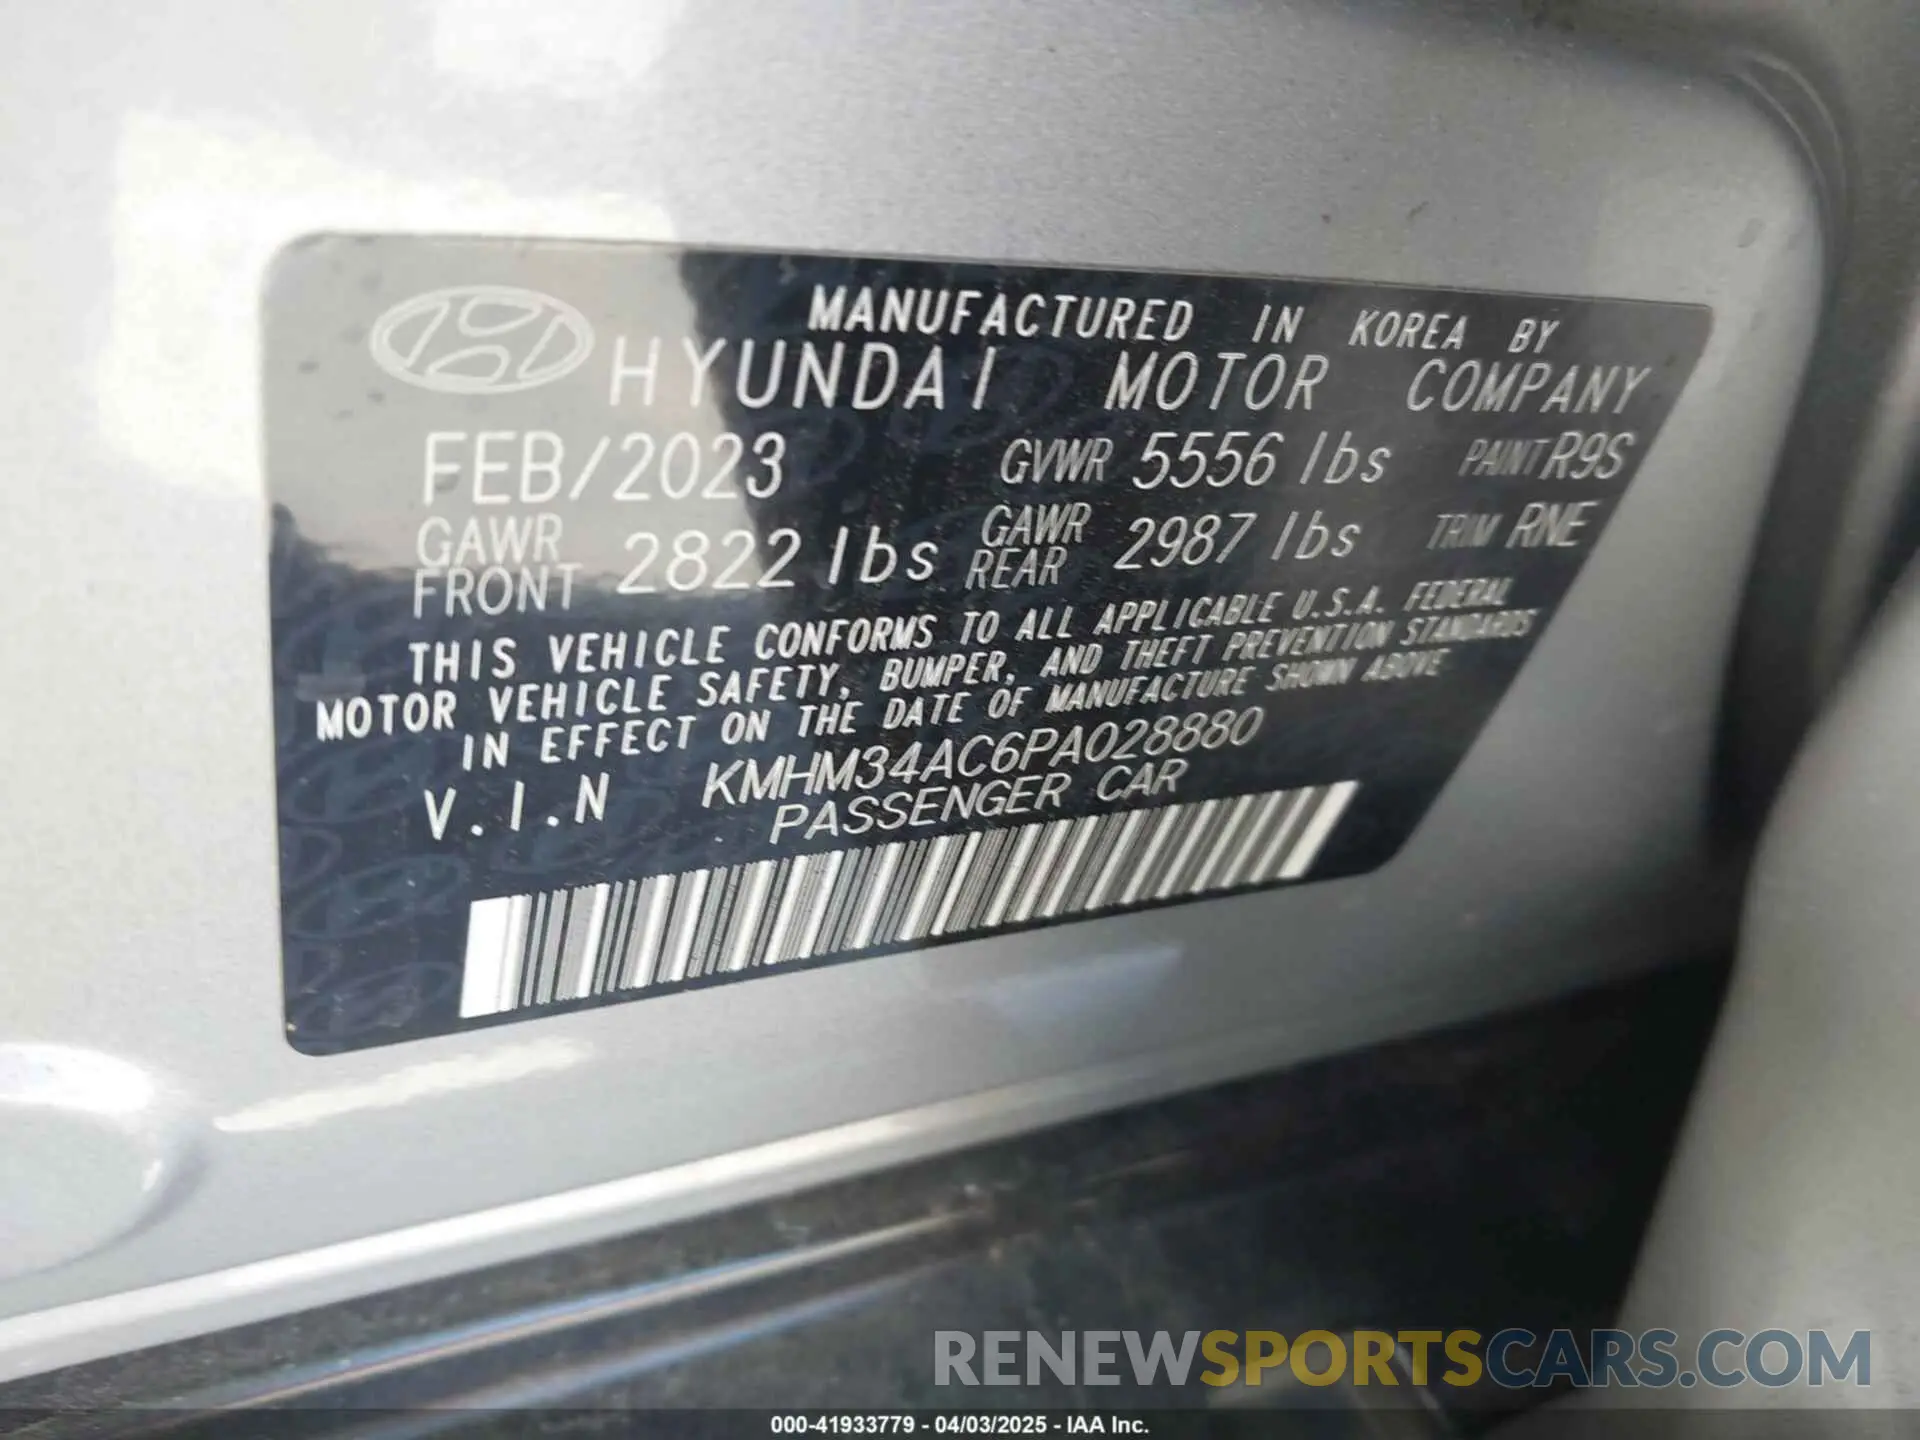 MANUFACTURED IN KOREA BY
HYUNDAI MOTOR COMPANY
FEB/2023 GVWR 5556 lbs PAINT R9S
GAWR FRONT 2822 lbs GAWR REAR 2987 lbs TRIM RNE
THIS VEHICLE CONFORMS TO ALL APPLICABLE U.S.A. FEDERAL
MOTOR VEHICLE SAFETY, BUMPER, AND THEFT PREVENTION STANDARDS
IN EFFECT ON THE DATE OF MANUFACTURE SHOWN ABOVE
V.I.N KMHM34AC6PA028880
PASSENGER CAR
RENEWSPORTSCARS.COM
000-41933779 - 04/03/2025 - IAA Inc.